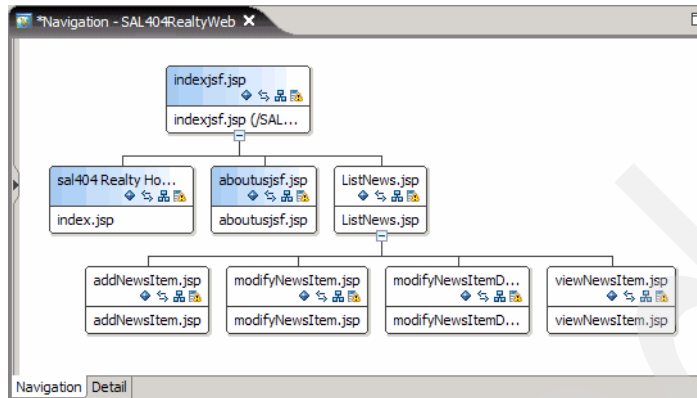 *Navigation - SAL404RealtyWeb
indexjsf.jsp
indexjsf.jsp (/SAL...
sal404 Realty Ho...
index.jsp
aboutusjsf.jsp
aboutusjsf.jsp
ListNews.jsp
ListNews.jsp
addNewsItem.jsp
addNewsItem.jsp
modifyNewsItem.jsp
modifyNewsItem.jsp
modifyNewsItemD...
modifyNewsItemD...
viewNewsItem.jsp
viewNewsItem.jsp
Navigation Detail